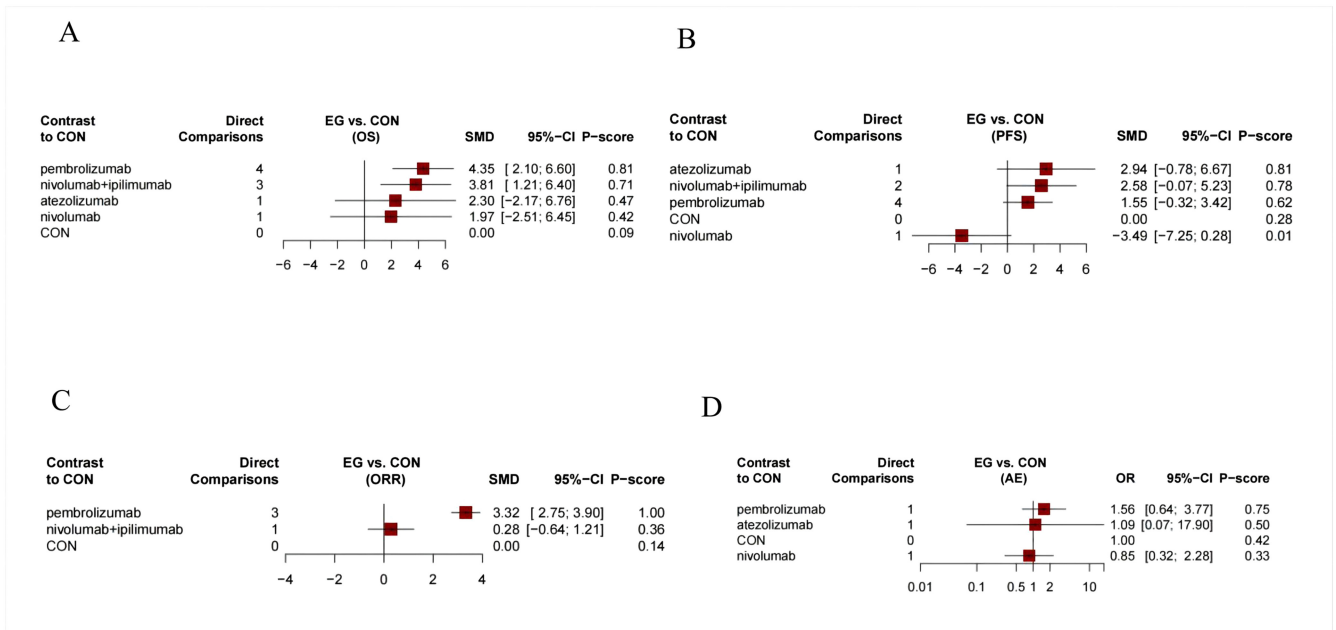 A
Contrast Direct EG vs. CON
to CON Comparisons (OS) SMD 95%−CI P−score
pembrolizumab 4 4.35 [ 2.10; 6.60] 0.81
nivolumab+ipilimumab 3 3.81 [ 1.21; 6.40] 0.71
atezolizumab 1 2.30 [−2.17; 6.76] 0.47
nivolumab 1 1.97 [−2.51; 6.45] 0.42
CON 0 0.00 0.09
−6 −4 −2 0 2 4 6
B
Contrast Direct EG vs. CON
to CON Comparisons (PFS) SMD 95%−CI P−score
atezolizumab 1 2.94 [−0.78; 6.67] 0.81
nivolumab+ipilimumab 2 2.58 [−0.07; 5.23] 0.78
pembrolizumab 4 1.55 [−0.32; 3.42] 0.62
CON 0 0.00 0.28
nivolumab 1 −3.49 [−7.25; 0.28] 0.01
−6 −4 −2 0 2 4 6
C
Contrast Direct EG vs. CON
to CON Comparisons (ORR) SMD 95%−CI P−score
pembrolizumab 3 3.32 [ 2.75; 3.90] 1.00
nivolumab+ipilimumab 1 0.28 [−0.64; 1.21] 0.36
CON 0 0.00 0.14
−4 −2 0 2 4
D
Contrast Direct EG vs. CON
to CON Comparisons (AE) OR 95%−CI P−score
pembrolizumab 1 1.56 [0.64; 3.77] 0.75
atezolizumab 1 1.09 [0.07; 17.90] 0.50
CON 0 1.00 0.42
nivolumab 1 0.85 [0.32; 2.28] 0.33
0.01 0.1 0.5 1 2 10